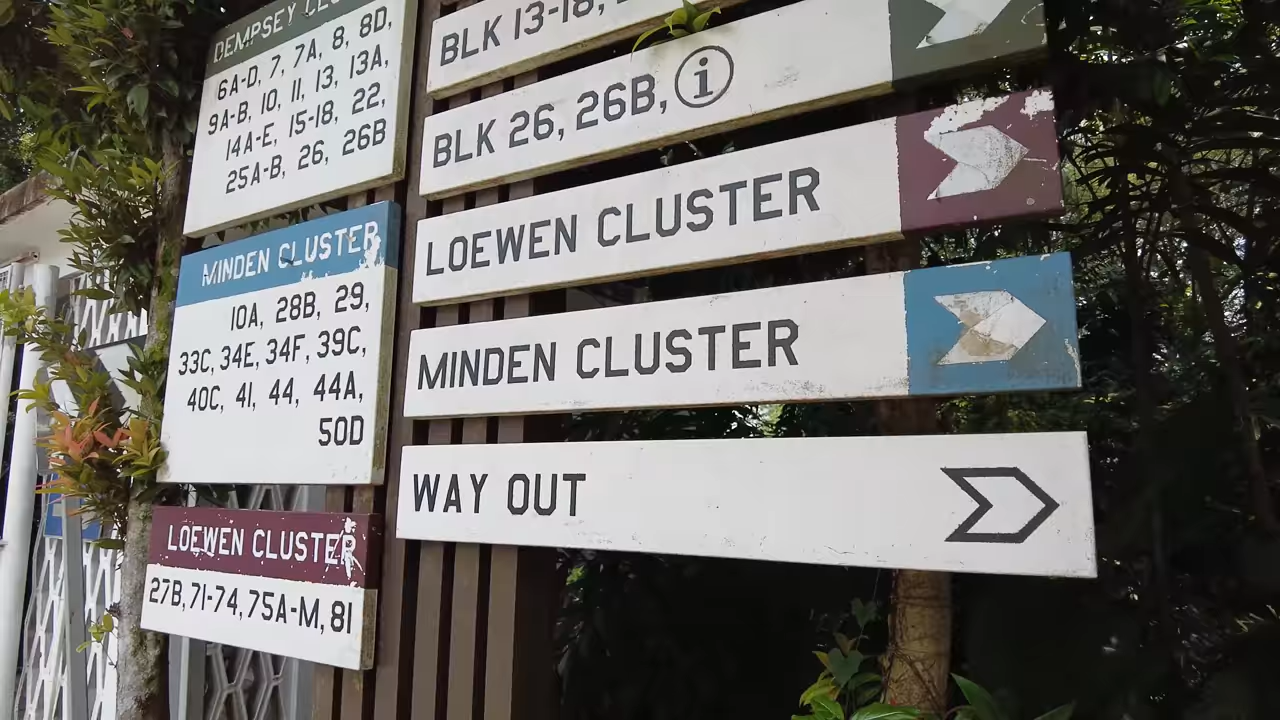 DEMPSEY
6A-D, 7, 7A, 8, 8D,
9A-B, 10, 11, 13, 13A,
14A-E, 15-18, 22,
25A-B, 26, 26B
MINDEN CLUSTER
10A, 28B, 29,
33C, 34E, 34F, 39C,
40C, 41, 44, 44A,
50D
LOEWEN CLUSTER
27B, 71-74, 75A-M, 81
BLK 13-18,
BLK 26, 26B, i
LOEWEN CLUSTER
MINDEN CLUSTER
WAY OUT